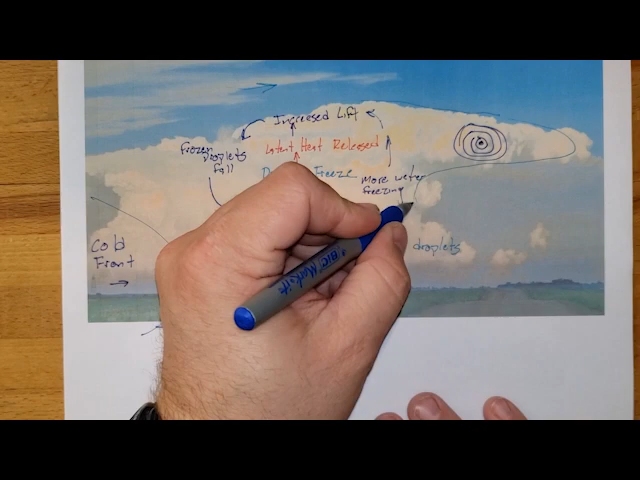 Increased Lift
Frozen
Droplets
Fall
Latent Heat Released
Freeze
More water
freezing
droplets
Cold
Front
BIC Mark-it